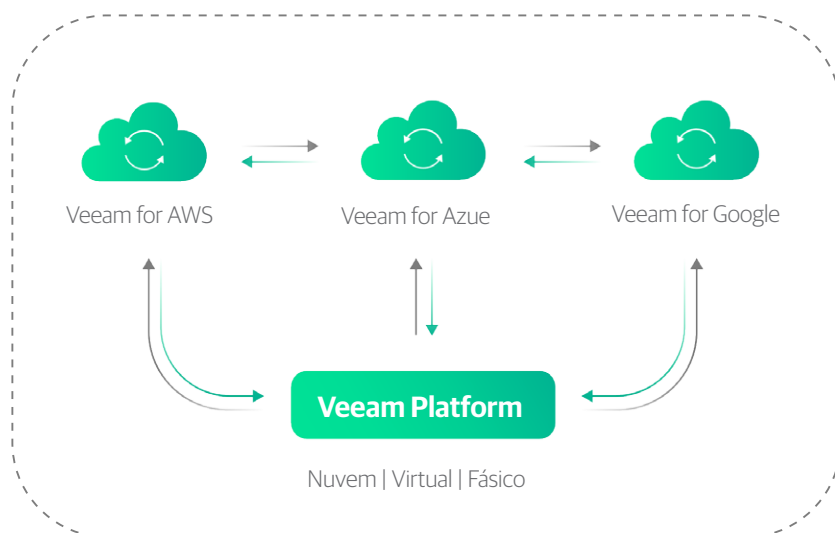 Veeam for AWS
Veeam for Azue
Veeam for Google
Veeam Platform
Nuvem | Virtual | Fásico